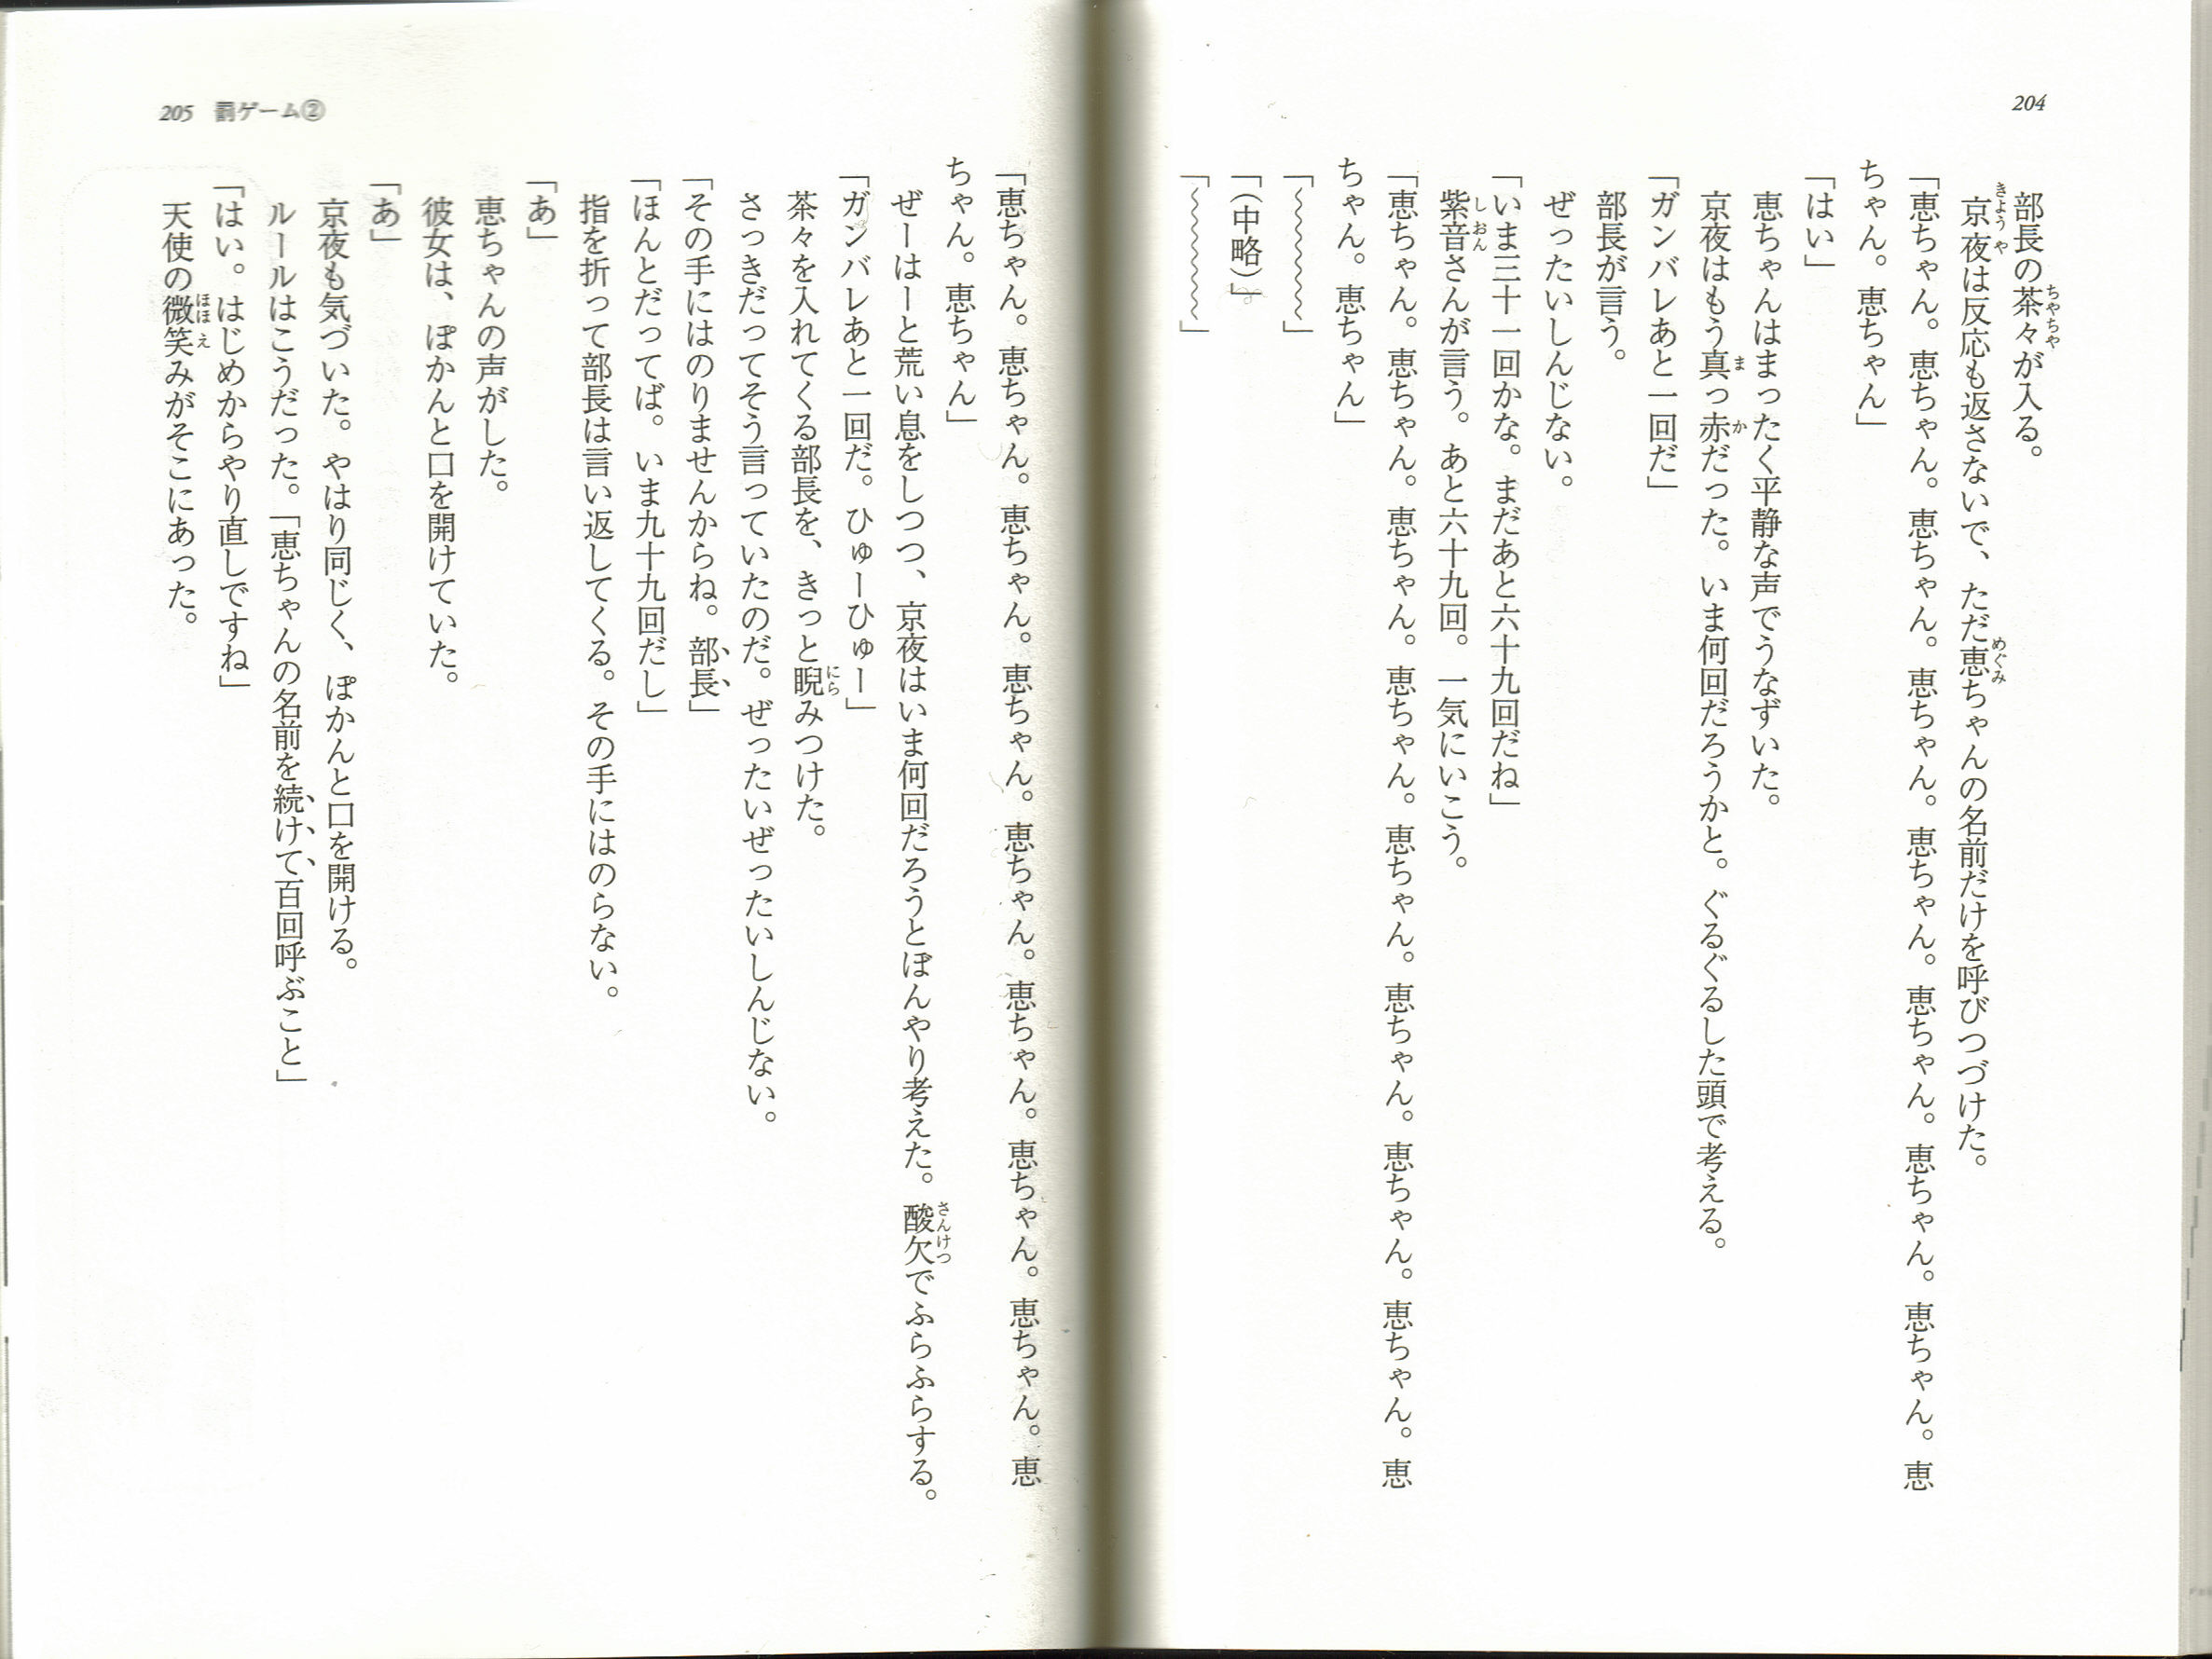 204
部長の茶々が入る。
京夜は反応も返さないで、ただ恵ちゃんの名前だけを呼びつづけた。
「恵ちゃん。恵ちゃん。恵ちゃん。恵ちゃん。恵ちゃん。恵ちゃん。恵ちゃん。恵ちゃん。恵
ちゃん。恵ちゃん」
「はい」
恵ちゃんはまったく平静な声でうなずいた。
京夜はもう真っ赤だった。いま何回だろうかと。ぐるぐるした頭で考える。
「ガンバレあと一回だ」
部長が言う。
ぜったいしんじない。
「いま三十一回かな。まだあと六十九回だね」
紫音さんが言う。あと六十九回。一気にいこう。
「恵ちゃん。恵ちゃん。恵ちゃん。恵ちゃん。恵ちゃん。恵ちゃん。恵ちゃん。恵ちゃん。恵
ちゃん。恵ちゃん」
「〜〜〜〜〜〜」
「(中略)」
「〜〜〜〜〜〜」
205 罰ゲーム②
「恵ちゃん。恵ちゃん。恵ちゃん。恵ちゃん。恵ちゃん。恵ちゃん。恵ちゃん。恵ちゃん。恵
ちゃん。恵ちゃん」
ぜーはーと荒い息をしつつ、京夜はいま何回だろうとぼんやり考えた。酸欠でふらふらする。
「ガンバレあと一回だ。ひゅーひゅー」
茶々を入れてくる部長を、きっと睨みつけた。
さっきだってそう言っていたのだ。ぜったいぜったいしんじない。
「その手にはのりませんからね。部長」
「ほんとだってば。いま九十九回だし」
指を折って部長は言い返してくる。その手にはのらない。
「あ」
恵ちゃんの声がした。
彼女は、ぽかんと口を開けていた。
「あ」
京夜も気づいた。やはり同じく、ぽかんと口を開ける。
ルールはこうだった。「恵ちゃんの名前を続けて百回呼ぶこと」
「はい。はじめからやり直しですね」
天使の微笑みがそこにあった。